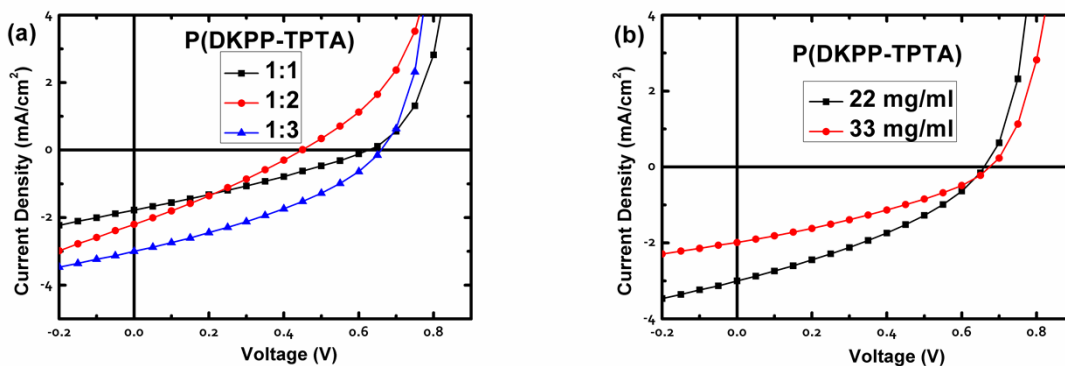 (a)
P(DKPP-TPTA)
1:1
1:2
1:3
4
2
0
-2
-4
-0.2
0.0
0.2
0.4
0.6
0.8
Current Density (mA/cm²)
Voltage (V)
(b)
P(DKPP-TPTA)
22 mg/ml
33 mg/ml
4
2
0
-2
-4
-0.2
0.0
0.2
0.4
0.6
0.8
Current Density (mA/cm²)
Voltage (V)